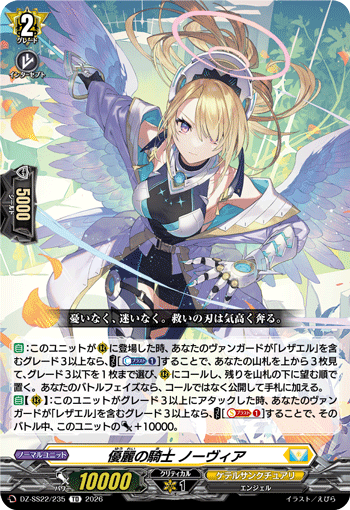 2
グレード
インターセプト
5000
シールド
憂いなく、迷いなく。救いの刃は気高く奔る。
自：このユニットがRに登場した時、あなたのヴァンガードが「レザエル」を含
むグレード3以上なら、【コスト】[ソウルブラスト1]することで、あなたの山札を上から3枚見
て、グレード3以下を1枚まで選び、Rにコールし、残りを山札の下に望む順で
置く。あなたのバトルフェイズなら、コールではなく公開して手札に加える。
自【R】：このユニットがグレード3以上にアタックした時、あなたのヴァンガー
ドが「レザエル」を含むグレード3以上なら、【コスト】[カウンターブラスト1]することで、そのバ
トル中、このユニットのパワー+10000。
ノーマルユニット
優麗の騎士 ノーヴィア
パワー
10000
クリティカル
1
ケテルサンクチュアリ
エンジェル
DZ-SS22/235 TD 2026
イラスト/えびら